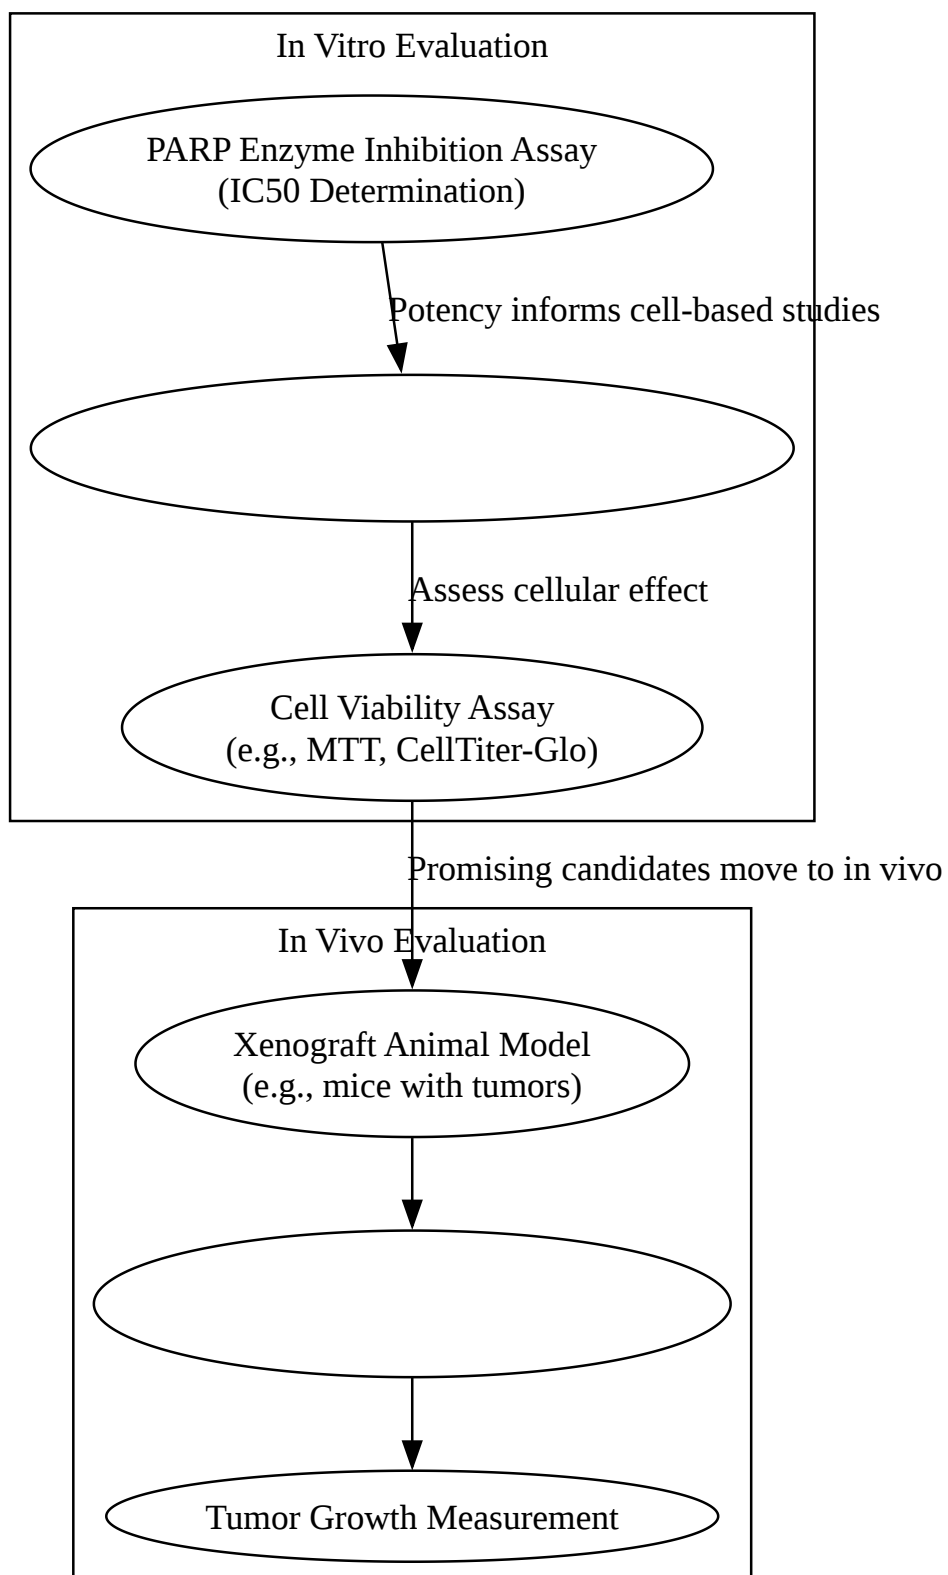 In Vitro Evaluation
PARP Enzyme Inhibition Assay
(IC50 Determination)
Potency informs cell-based studies
Assess cellular effect
Cell Viability Assay
(e.g., MTT, CellTiter-Glo)
Promising candidates move to in vivo
In Vivo Evaluation
Xenograft Animal Model
(e.g., mice with tumors)
Tumor Growth Measurement